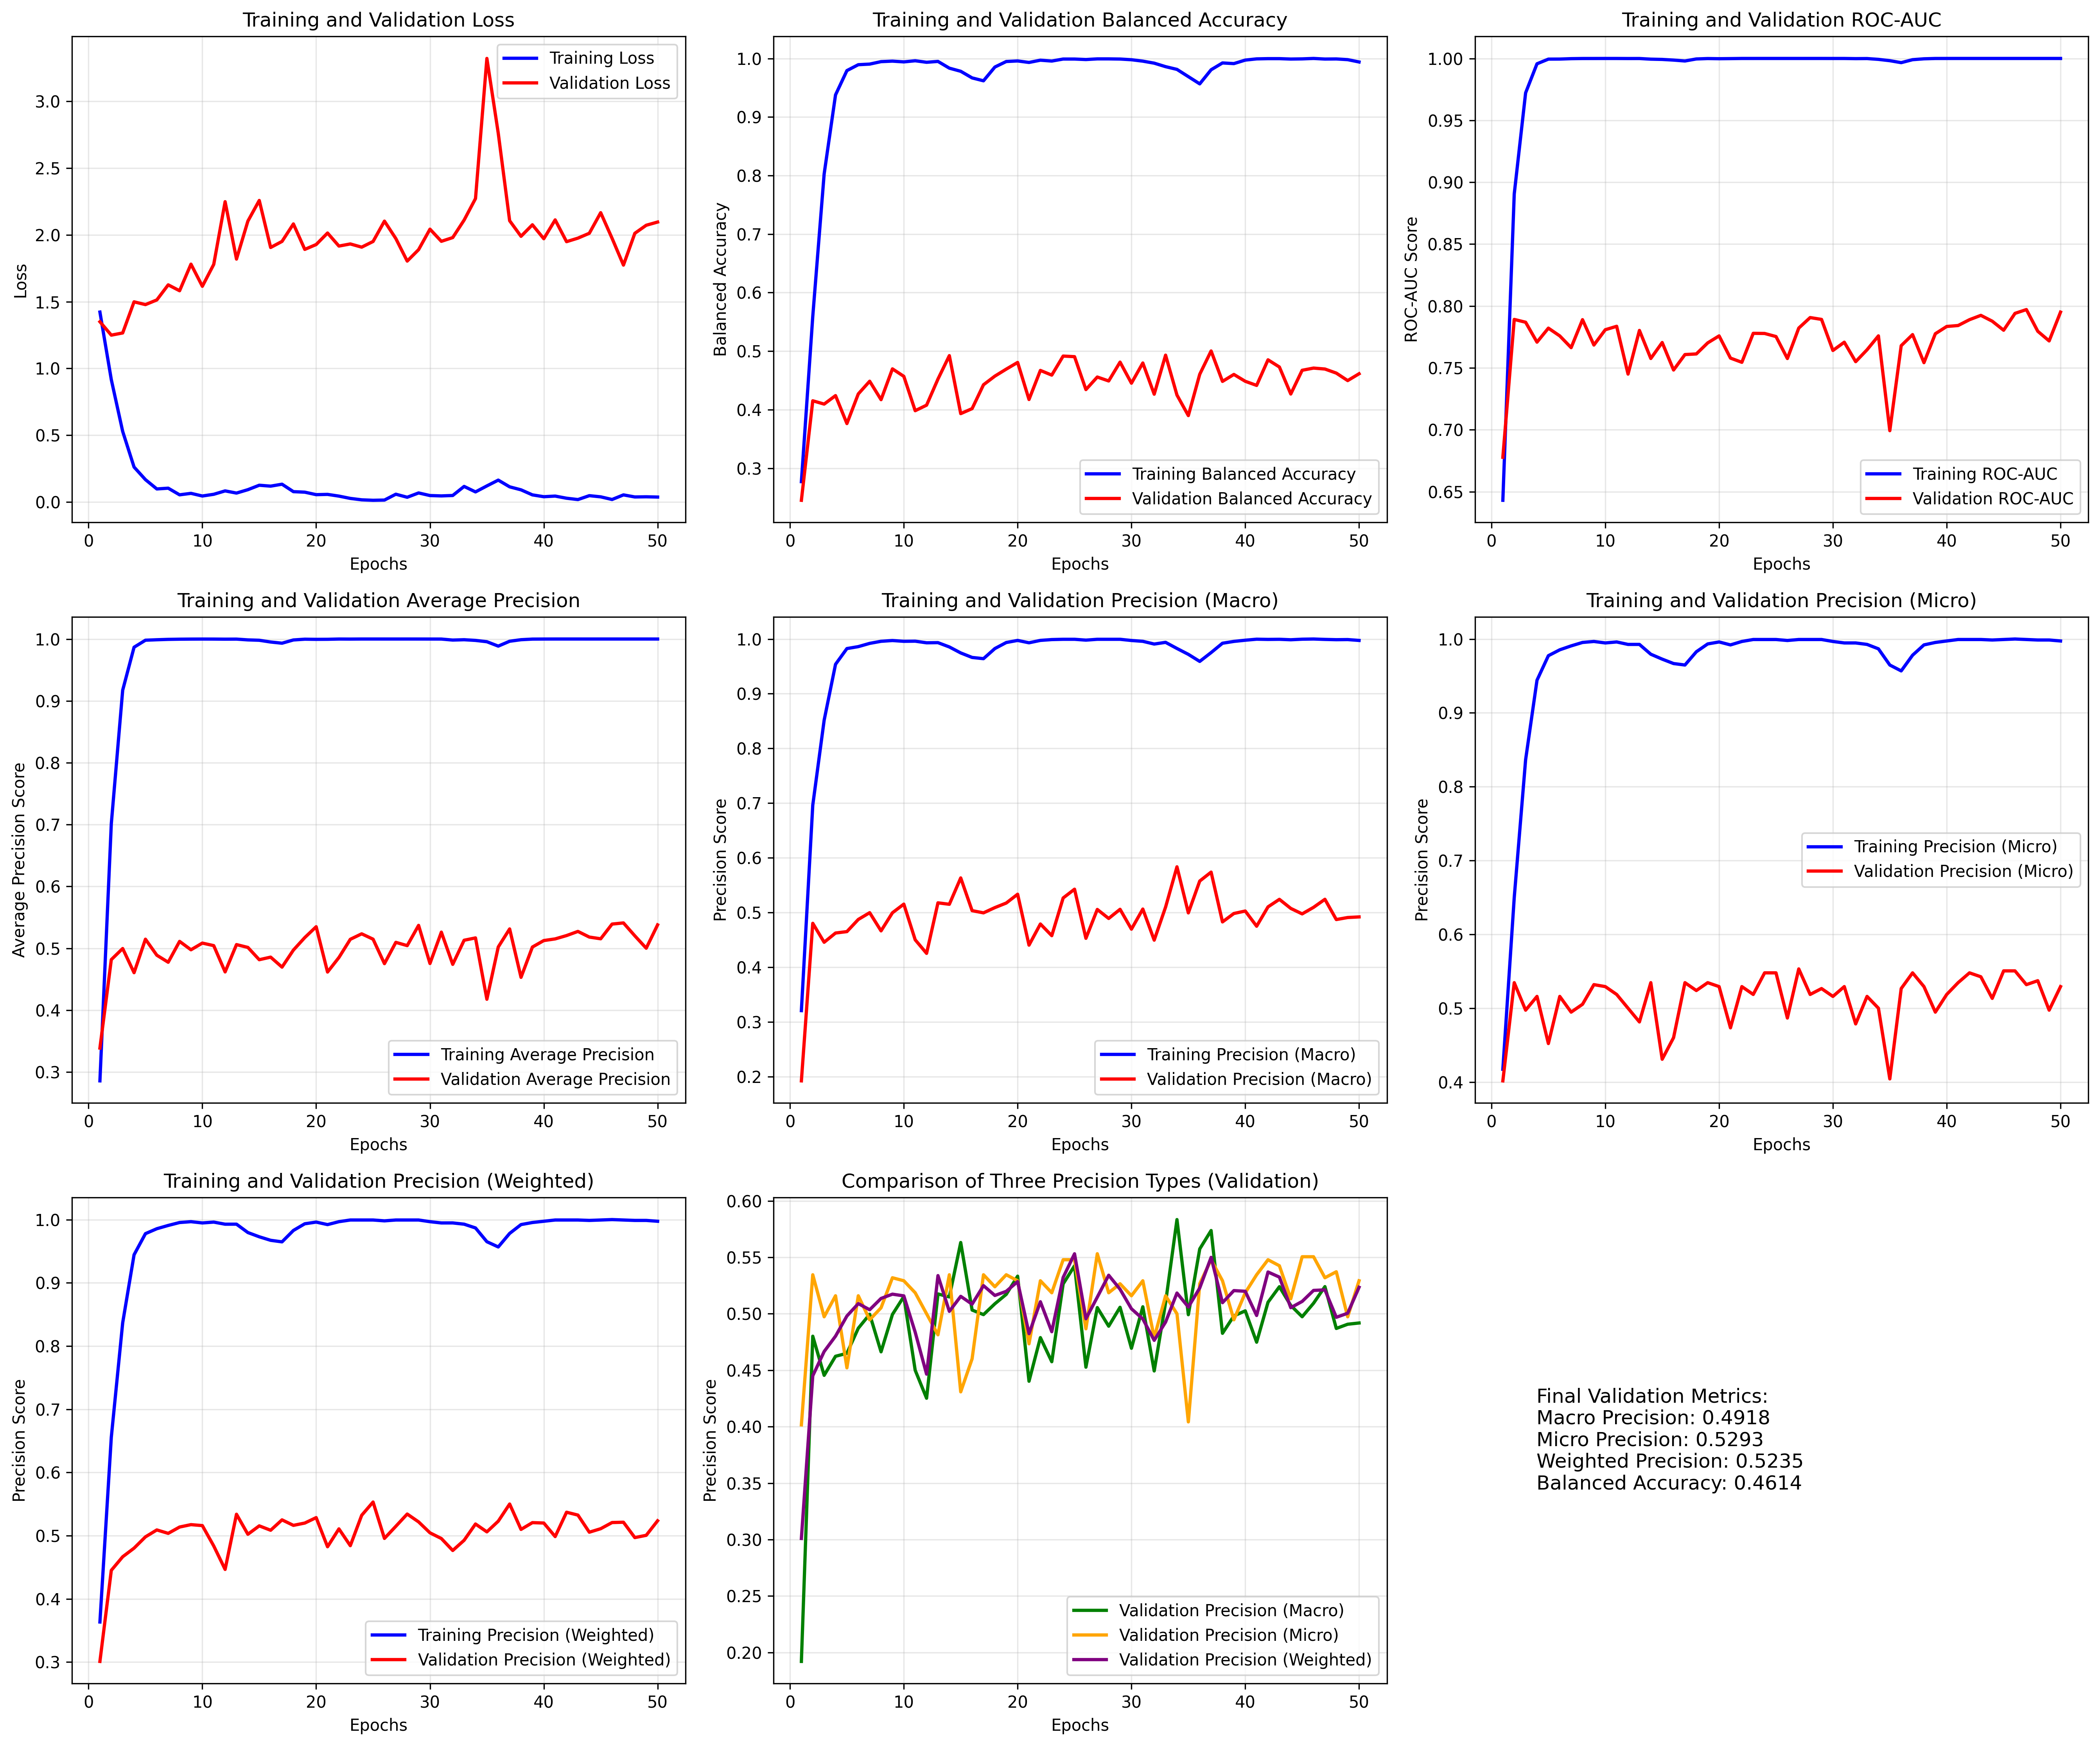 Training and Validation Loss
Training Loss
Validation Loss
3.0
2.5
2.0
1.5
1.0
0.5
0.0
Loss
0 10 20 30 40 50
Epochs
Training and Validation Balanced Accuracy
1.0
0.9
0.8
0.7
0.6
0.5
0.4
0.3
Balanced Accuracy
Training Balanced Accuracy
Validation Balanced Accuracy
0 10 20 30 40 50
Epochs
Training and Validation ROC-AUC
1.00
0.95
0.90
0.85
0.80
0.75
0.70
0.65
ROC-AUC Score
Training ROC-AUC
Validation ROC-AUC
0 10 20 30 40 50
Epochs
Training and Validation Average Precision
1.0
0.9
0.8
0.7
0.6
0.5
0.4
0.3
Average Precision Score
Training Average Precision
Validation Average Precision
0 10 20 30 40 50
Epochs
Training and Validation Precision (Macro)
1.0
0.9
0.8
0.7
0.6
0.5
0.4
0.3
0.2
Precision Score
Training Precision (Macro)
Validation Precision (Macro)
0 10 20 30 40 50
Epochs
Training and Validation Precision (Micro)
1.0
0.9
0.8
0.7
0.6
0.5
0.4
Precision Score
Training Precision (Micro)
Validation Precision (Micro)
0 10 20 30 40 50
Epochs
Training and Validation Precision (Weighted)
1.0
0.9
0.8
0.7
0.6
0.5
0.4
0.3
Precision Score
Training Precision (Weighted)
Validation Precision (Weighted)
0 10 20 30 40 50
Epochs
Comparison of Three Precision Types (Validation)
0.60
0.55
0.50
0.45
0.40
0.35
0.30
0.25
0.20
Precision Score
Validation Precision (Macro)
Validation Precision (Micro)
Validation Precision (Weighted)
0 10 20 30 40 50
Epochs
Final Validation Metrics:
Macro Precision: 0.4918
Micro Precision: 0.5293
Weighted Precision: 0.5235
Balanced Accuracy: 0.4614